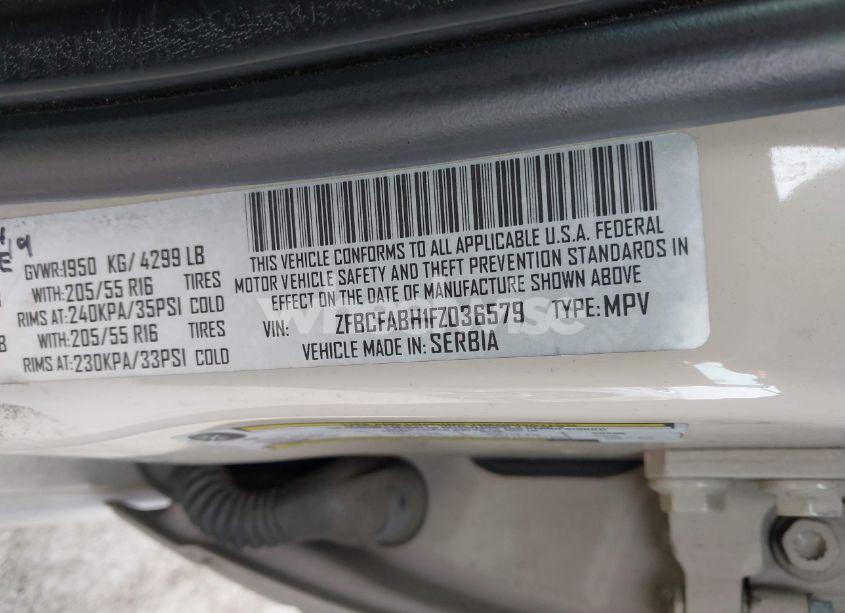 GVWR:1950 KG/ 4299 LB
WITH: 205/55 R16 TIRES
RIMS AT: 240KPA/35PSI COLD
WITH: 205/55 R16 TIRES
RIMS AT: 230KPA/33PSI COLD
THIS VEHICLE CONFORMS TO ALL APPLICABLE U.S.A. FEDERAL
MOTOR VEHICLE SAFETY AND THEFT PREVENTION STANDARDS IN
EFFECT ON THE DATE OF MANUFACTURE SHOWN ABOVE
VIN: ZFBCFABH1FZ036579 TYPE: MPV
VEHICLE MADE IN: SERBIA